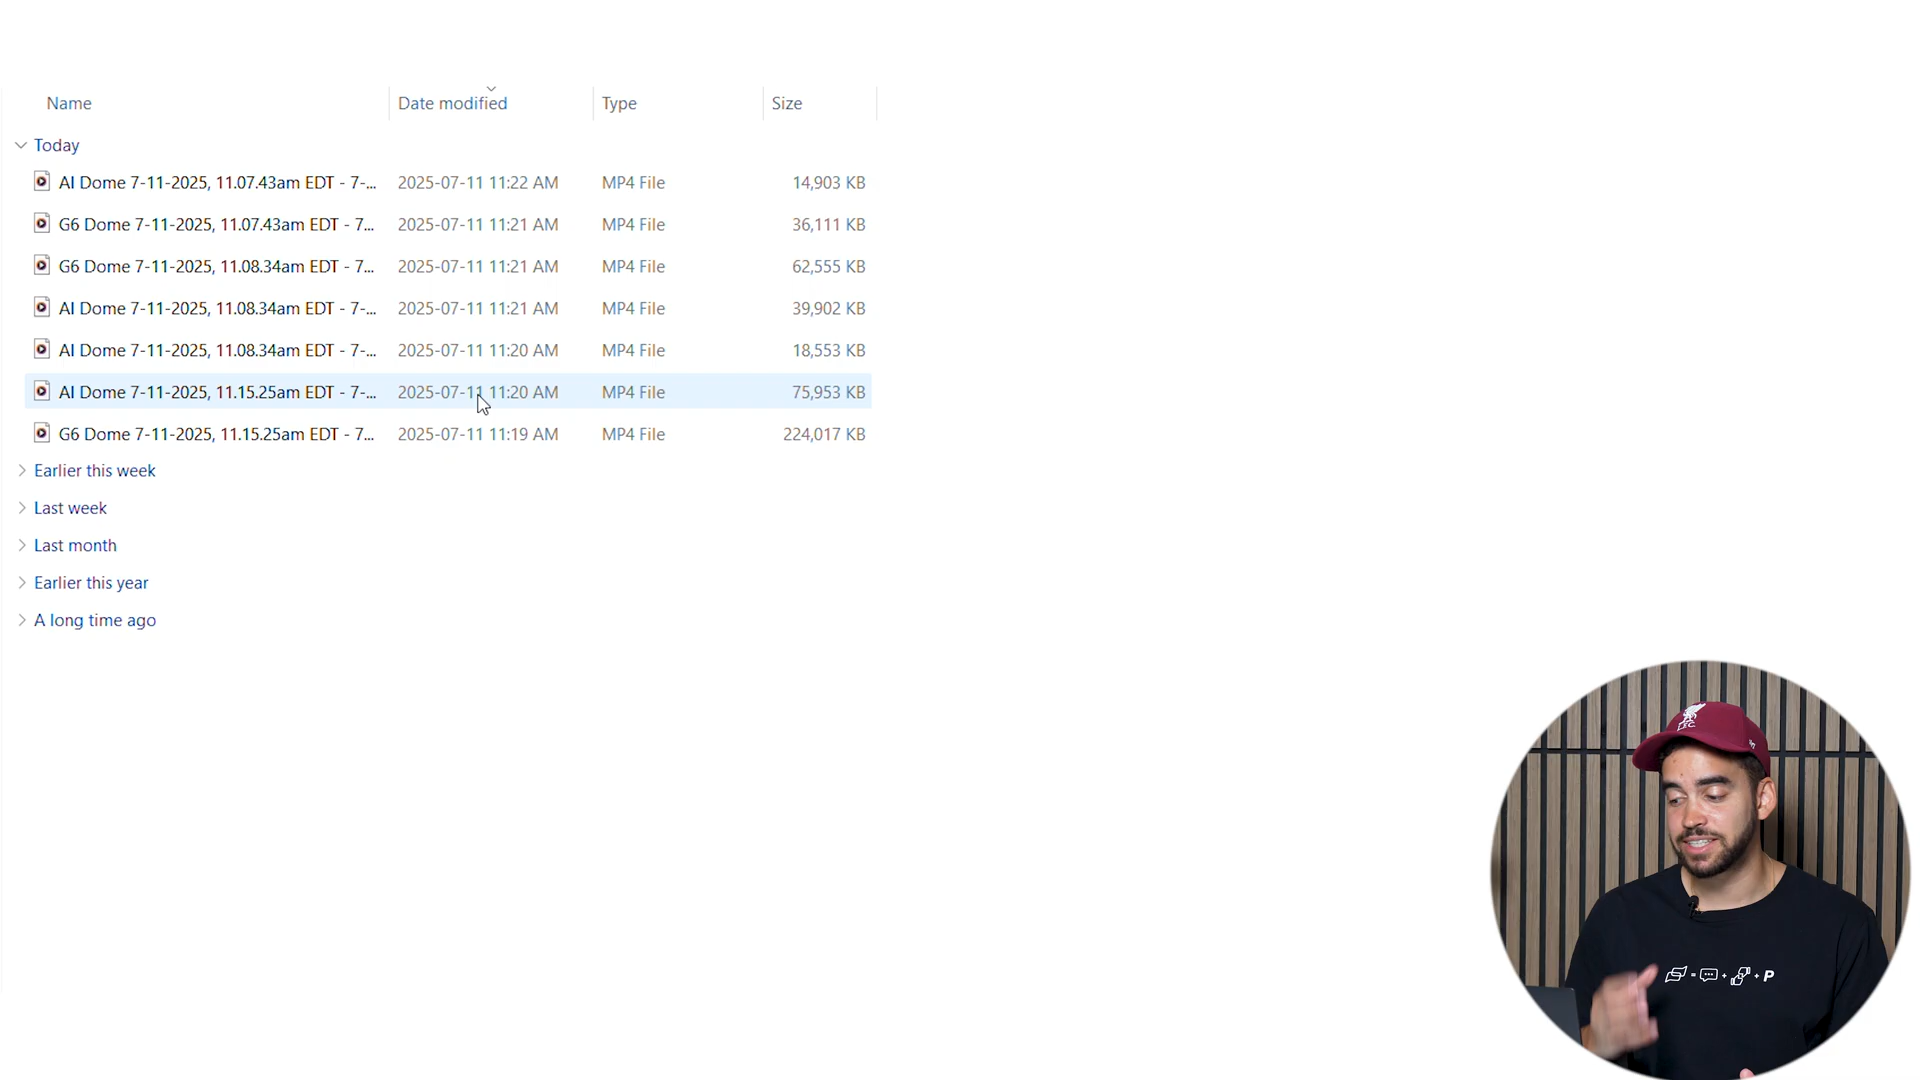 Name Date modified Type Size
Today
AI Dome 7-11-2025, 11.07.43am EDT - 7-... 2025-07-11 11:22 AM MP4 File 14,903 KB
G6 Dome 7-11-2025, 11.07.43am EDT - 7... 2025-07-11 11:21 AM MP4 File 36,111 KB
G6 Dome 7-11-2025, 11.08.34am EDT - 7... 2025-07-11 11:21 AM MP4 File 62,555 KB
AI Dome 7-11-2025, 11.08.34am EDT - 7-... 2025-07-11 11:21 AM MP4 File 39,902 KB
AI Dome 7-11-2025, 11.08.34am EDT - 7-... 2025-07-11 11:20 AM MP4 File 18,553 KB
AI Dome 7-11-2025, 11.15.25am EDT - 7-... 2025-07-11 11:20 AM MP4 File 75,953 KB
G6 Dome 7-11-2025, 11.15.25am EDT - 7... 2025-07-11 11:19 AM MP4 File 224,017 KB
Earlier this week
Last week
Last month
Earlier this year
A long time ago
L.F.C.
= + + P